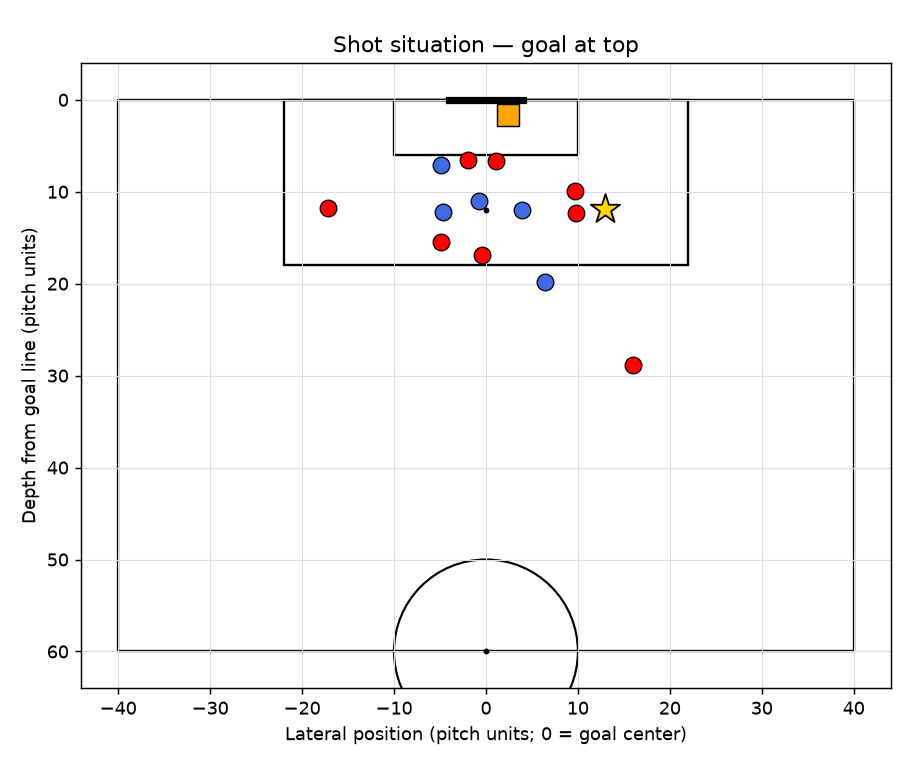 Shot situation — goal at top
0
10
20
30
40
50
60
Depth from goal line (pitch units)
−40 −30 −20 −10 0 10 20 30 40
Lateral position (pitch units; 0 = goal center)